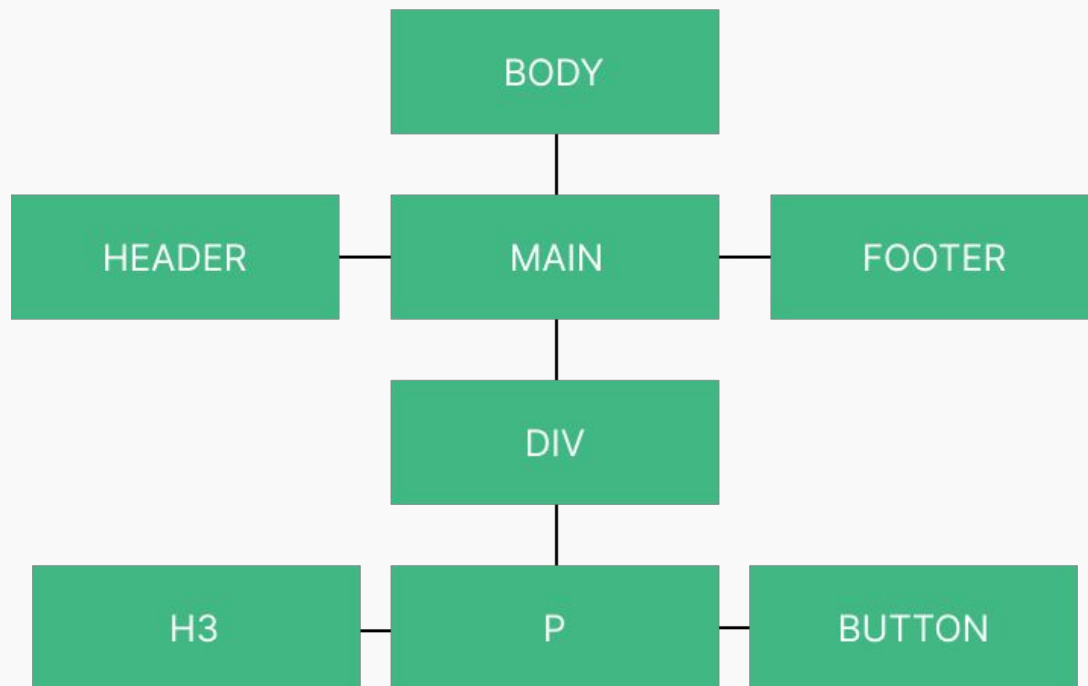 BODY
HEADER
MAIN
FOOTER
DIV
H3
P
BUTTON